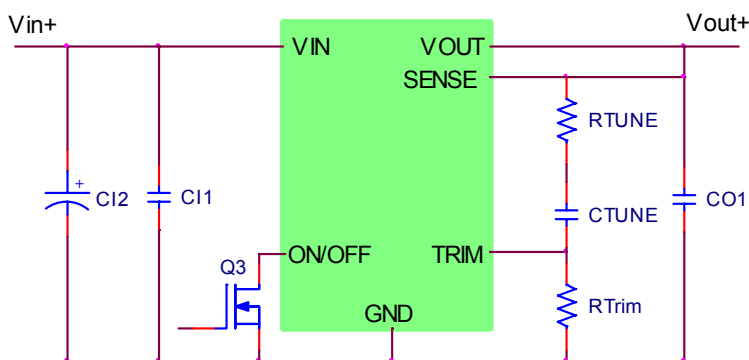 Vin+
Vout+
VIN
VOUT
SENSE
RTUNE
+
CI2
CI1
CTUNE
CO1
ON/OFF
TRIM
Q3
RTrim
GND